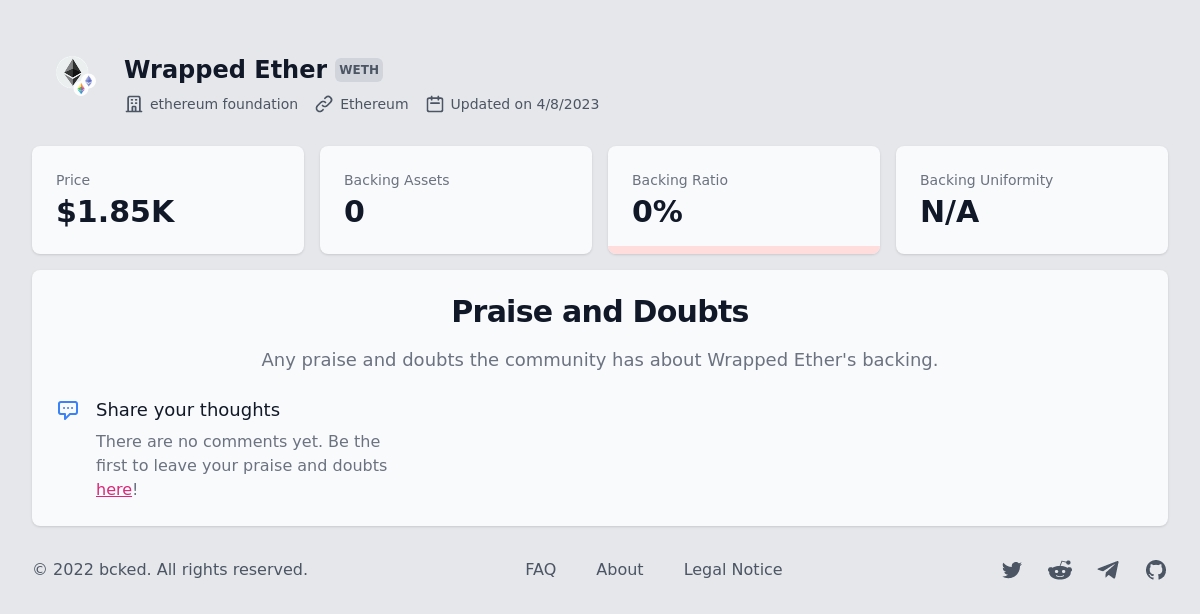 Wrapped Ether WETH
ethereum foundation Ethereum Updated on 4/8/2023
Price
$1.85K
Backing Assets
0
Backing Ratio
0%
Backing Uniformity
N/A
Praise and Doubts
Any praise and doubts the community has about Wrapped Ether's backing.
Share your thoughts
There are no comments yet. Be the
first to leave your praise and doubts
here!
© 2022 bcked. All rights reserved.
FAQ About Legal Notice